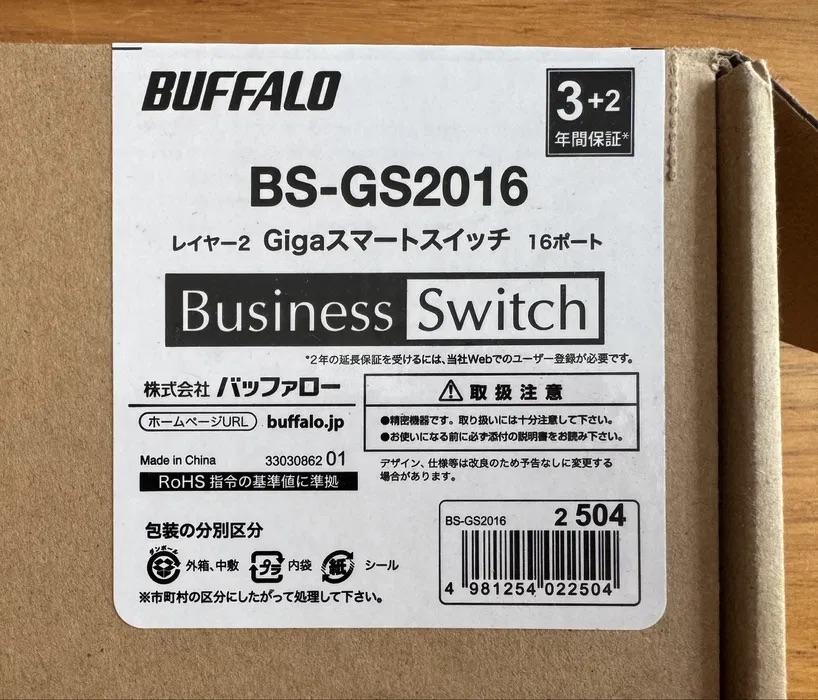 BUFFALO
3+2
年間保証*
BS-GS2016
レイヤー2 Gigaスマートスイッチ 16ポート
Business Switch
*2年の延長保証を受けるには、当社Webでのユーザー登録が必要です。
株式会社 バッファロー
ホームページURL buffalo.jp
取扱注意
●精密機器です。取り扱いには十分注意して下さい。
●お使いになる前に必ず添付の説明書をお読み下さい。
Made in China 33030862 01
RoHS 指令の基準値に準拠
デザイン、仕様等は改良のため予告なしに変更する
場合があります。
包装の分別区分
ダンボール
外箱、中敷
プラ
内袋
紙
シール
※市町村の区分にしたがって処理して下さい。
BS-GS2016 2 504
4 981254 022504